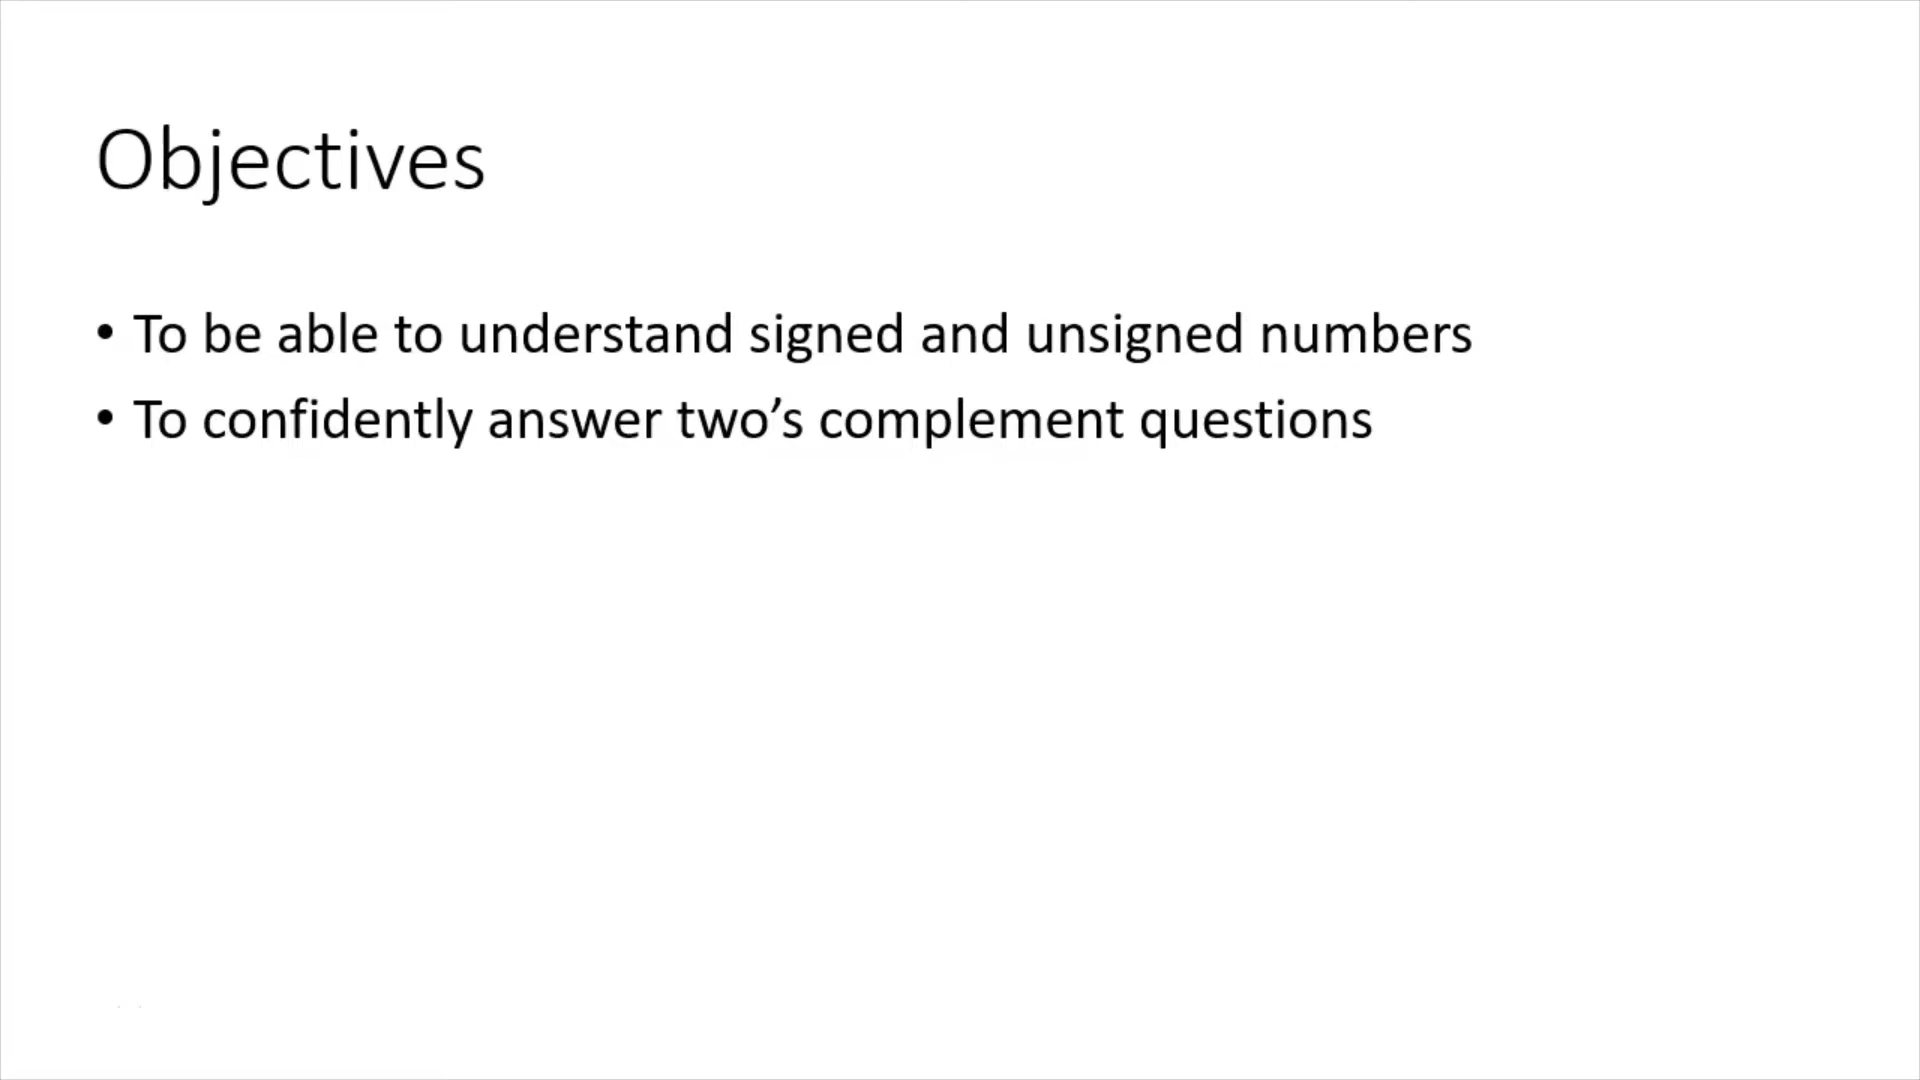 Objectives
• To be able to understand signed and unsigned numbers
• To confidently answer two’s complement questions